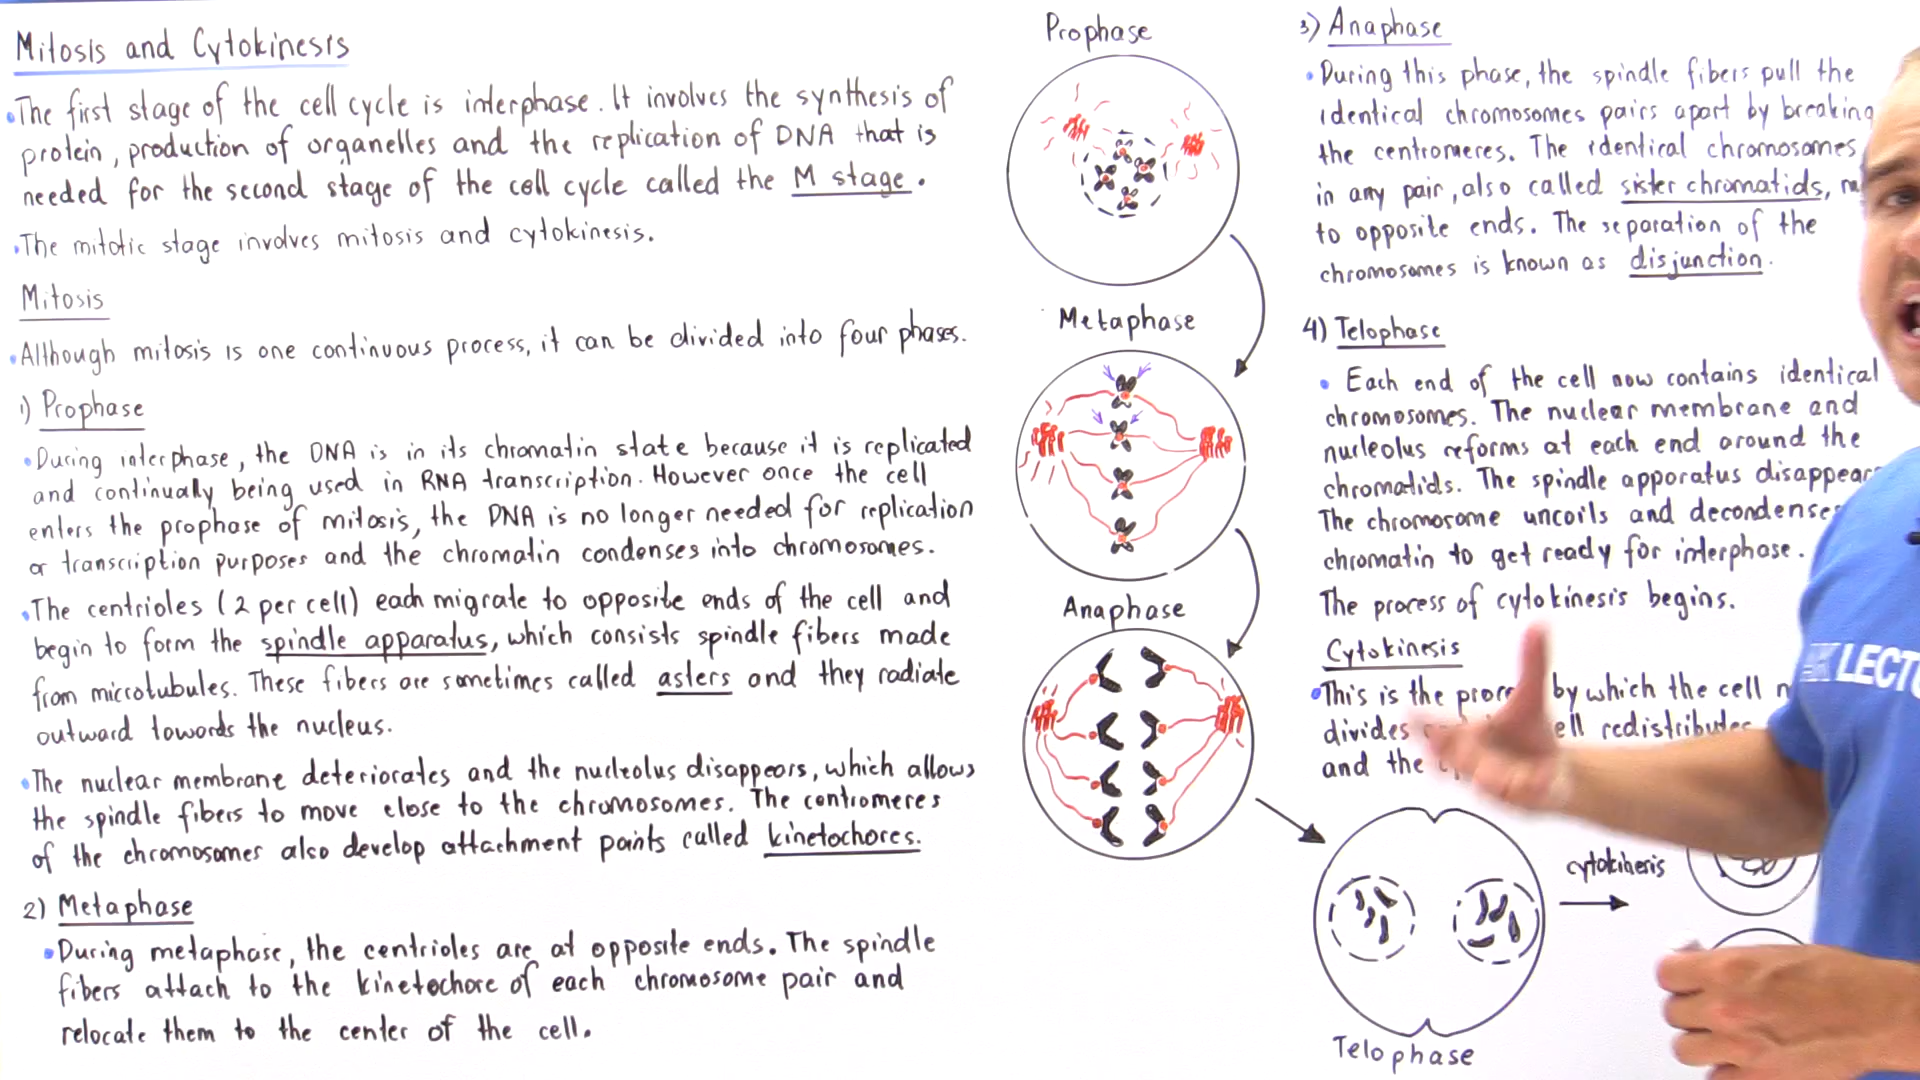 Mitosis and Cytokinesis
•The first stage of the cell cycle is interphase. It involves the synthesis of
protein, production of organelles and the replication of DNA that is
needed for the second stage of the cell cycle called the M stage.
•The mitotic stage involves mitosis and cytokinesis.
Mitosis
•Although mitosis is one continuous process, it can be divided into four phases.
1) Prophase
•During interphase, the DNA is in its chromatin state because it is replicated
and continually being used in RNA transcription. However once the cell
enters the prophase of mitosis, the DNA is no longer needed for replication
or transcription purposes and the chromatin condenses into chromosomes.
•The centrioles (2 per cell) each migrate to opposite ends of the cell and
begin to form the spindle apparatus, which consists spindle fibers made
from microtubules. These fibers are sometimes called asters and they radiate
outward towards the nucleus.
•The nuclear membrane deteriorates and the nucleolus disappears, which allows
the spindle fibers to move close to the chromosomes. The centromeres
of the chromosomes also develop attachment points called kinetochores.
2) Metaphase
•During metaphase, the centrioles are at opposite ends. The spindle
fibers attach to the kinetochore of each chromosome pair and
relocate them to the center of the cell.
Prophase
Metaphase
Anaphase
3) Anaphase
•During this phase, the spindle fibers pull the
identical chromosomes pairs apart by breaking
the centromeres. The identical chromosomes
in any pair, also called sister chromatids,
to opposite ends. The separation of the
chromosomes is known as disjunction.
4) Telophase
• Each end of the cell now contains identical
chromosomes. The nuclear membrane and
nucleolus reforms at each end around the
chromatids. The spindle apparatus disappear
The chromosome uncoils and decondenses
chromatin to get ready for interphase.
The process of cytokinesis begins.
Cytokinesis
•This is the by which the cell
divides redistributes
and the
cytokinesis
Telophase
AK LECTU